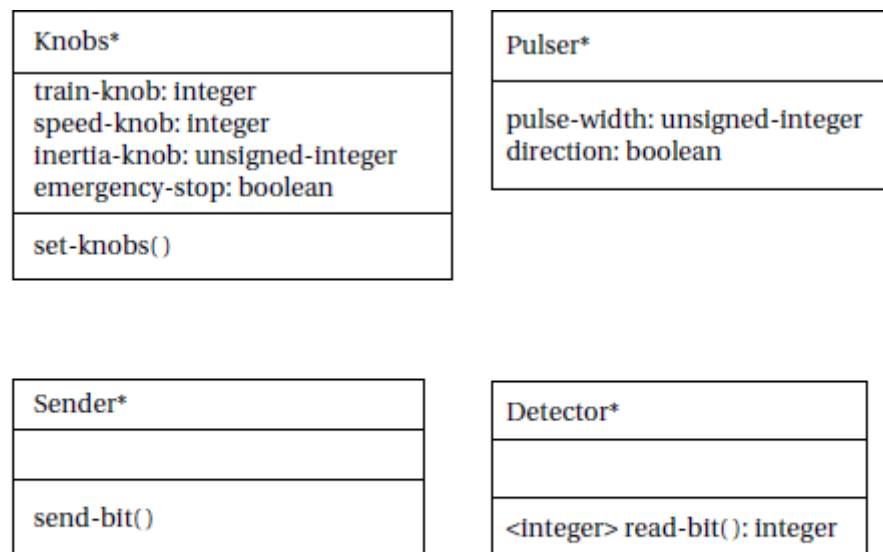 Knobs*
train-knob: integer
speed-knob: integer
inertia-knob: unsigned-integer
emergency-stop: boolean
set-knobs()
Pulser*
pulse-width: unsigned-integer
direction: boolean
Sender*
send-bit()
Detector*
<integer> read-bit(): integer